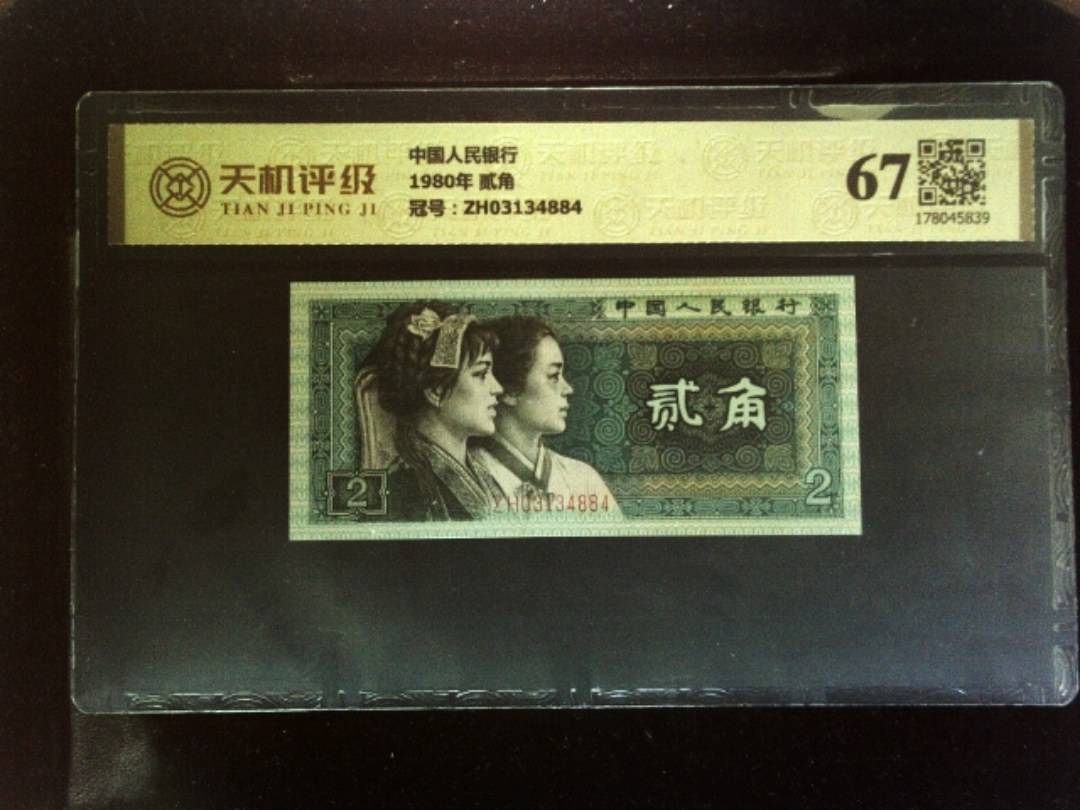 天机评级
TIAN JI PING JI
中国人民银行
1980年 贰角
冠号：ZH03134884
67
178045839
中国人民银行
贰角
2
2
ZH03134884